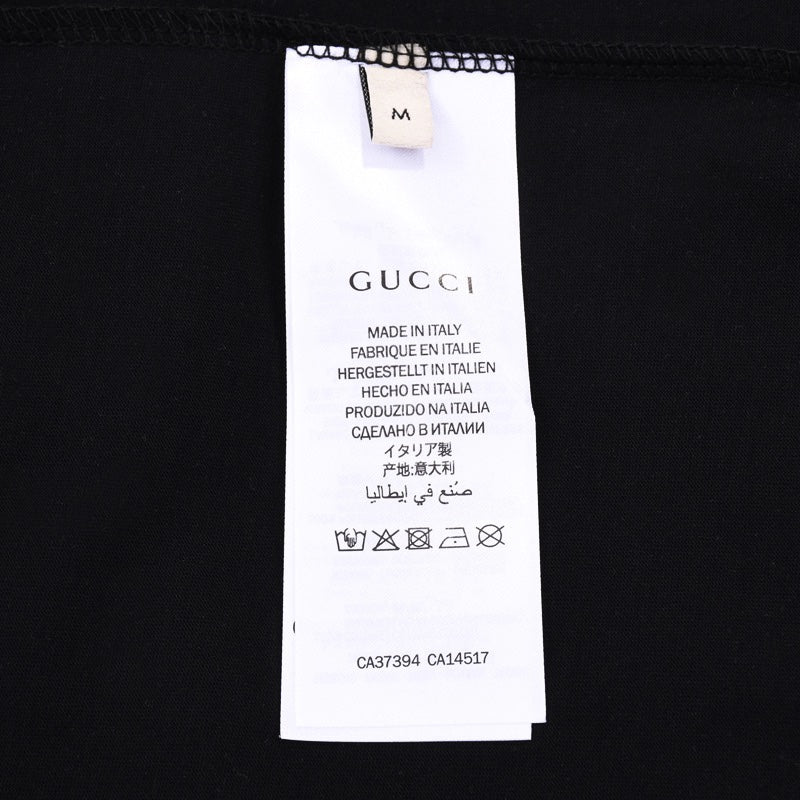 M
GUCCI
MADE IN ITALY
FABRIQUE EN ITALIE
HERGESTELLT IN ITALIEN
HECHO EN ITALIA
PRODUZIDO NA ITALIA
СДЕЛАНО В ИТАЛИИ
イタリア製
产地:意大利
صُنع في إيطاليا
CA37394 CA14517